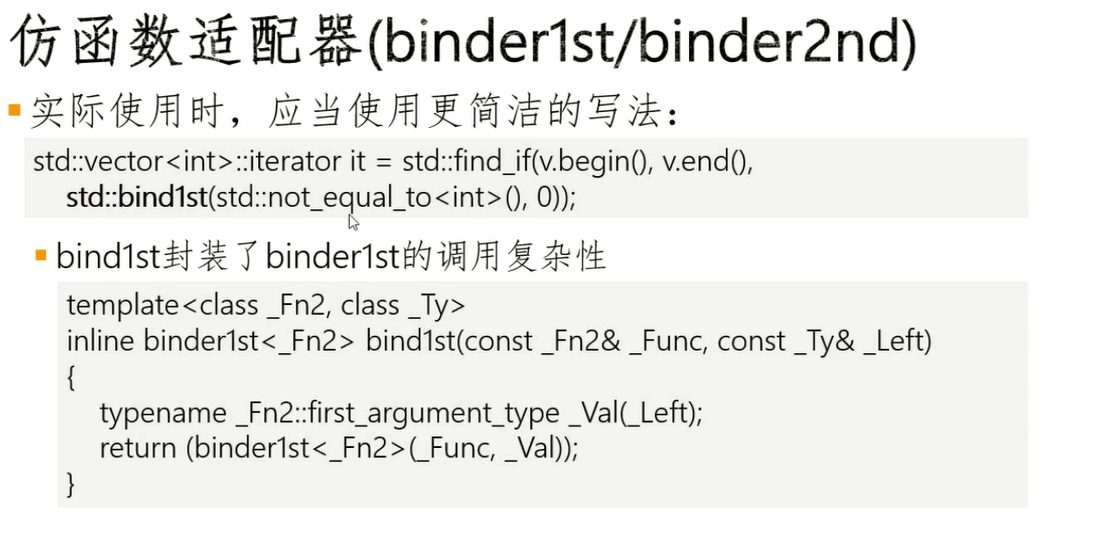 仿函数适配器(binder1st/binder2nd)
实际使用时，应当使用更简洁的写法：
std::vector<int>::iterator it = std::find_if(v.begin(), v.end(),
std::bind1st(std::not_equal_to<int>(), 0));
bind1st封装了binder1st的调用复杂性
template<class _Fn2, class _Ty>
inline binder1st<_Fn2> bind1st(const _Fn2& _Func, const _Ty& _Left)
{
typename _Fn2::first_argument_type _Val(_Left);
return (binder1st<_Fn2>(_Func, _Val));
}